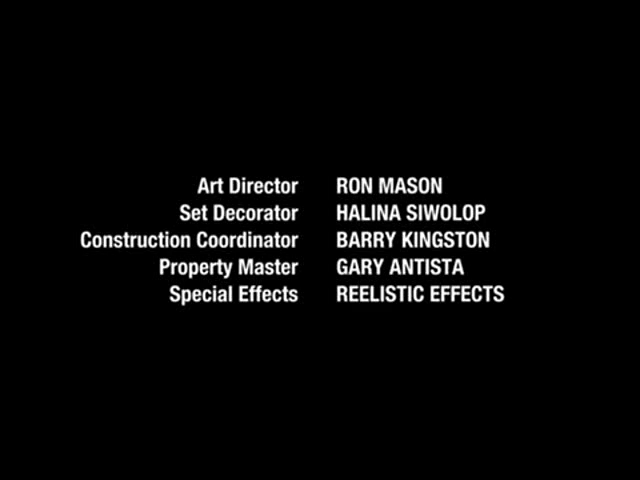 Art Director RON MASON
Set Decorator HALINA SIWOLOP
Construction Coordinator BARRY KINGSTON
Property Master GARY ANTISTA
Special Effects REELISTIC EFFECTS